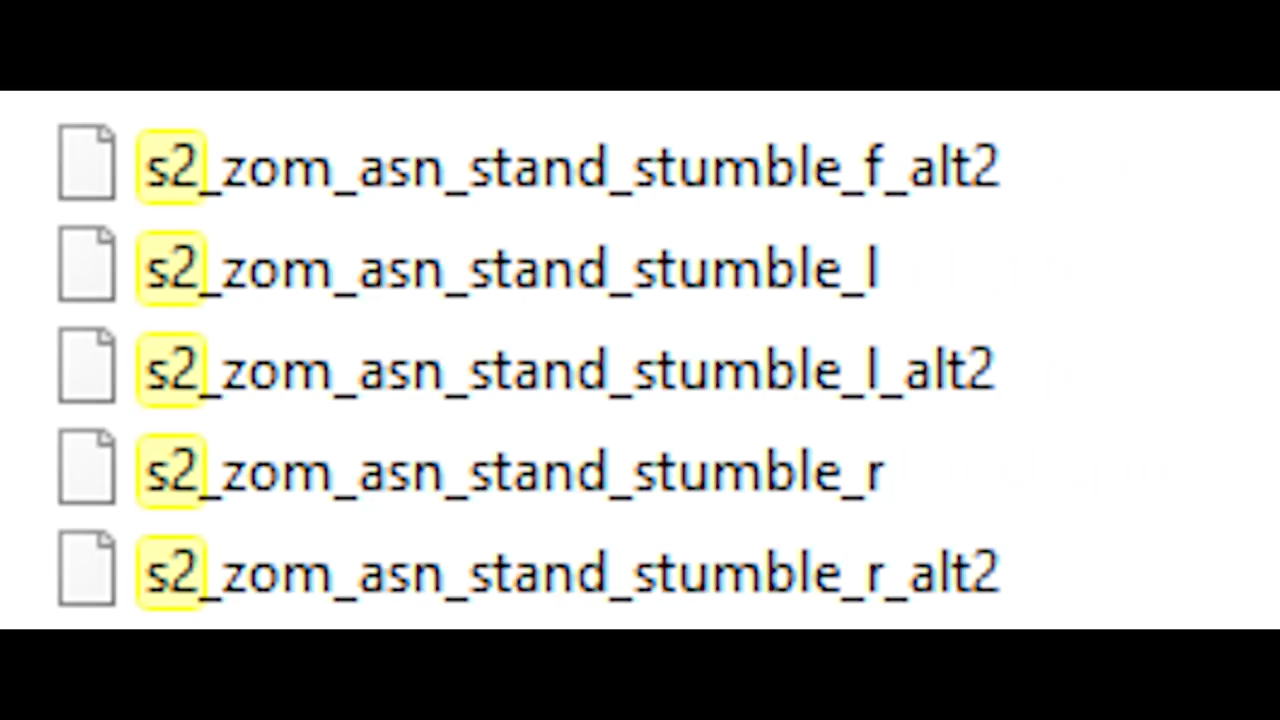 s2_zom_asn_stand_stumble_f_alt2
s2_zom_asn_stand_stumble_l
s2_zom_asn_stand_stumble_l_alt2
s2_zom_asn_stand_stumble_r
s2_zom_asn_stand_stumble_r_alt2